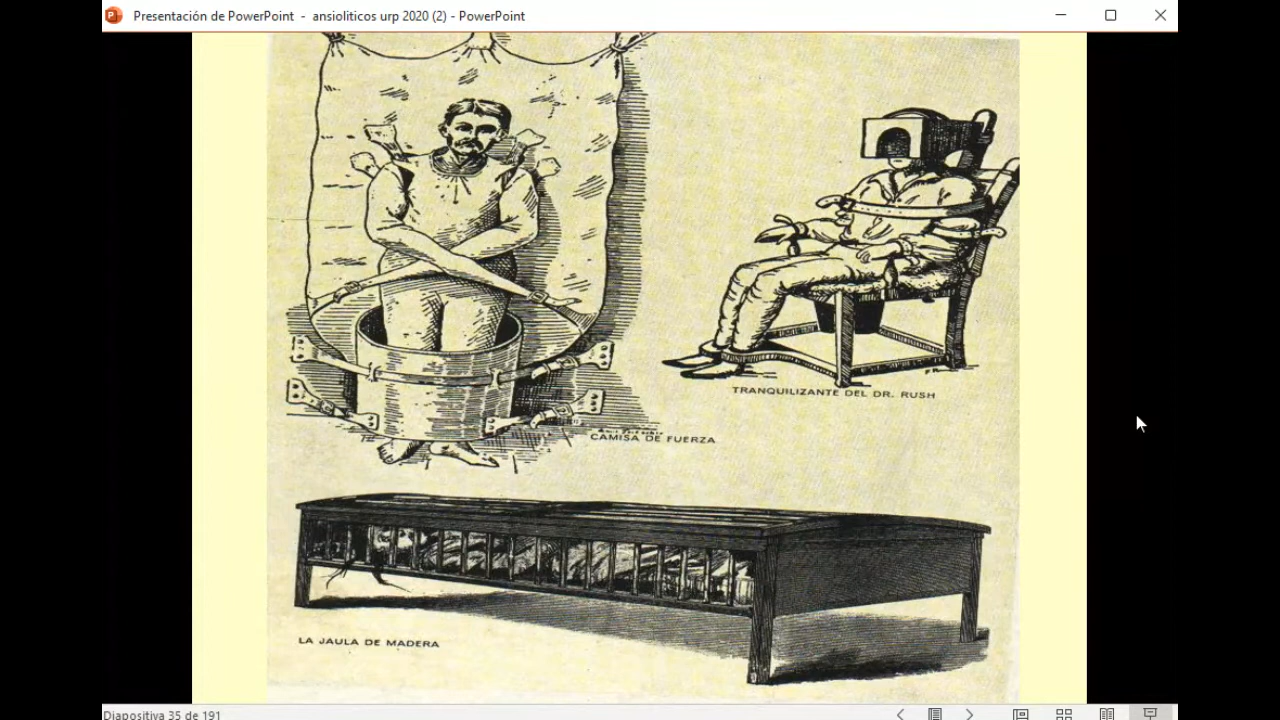 Presentación de PowerPoint - ansioliticos urp 2020 (2) - PowerPoint
TRANQUILIZANTE DEL DR. RUSH
CAMISA DE FUERZA
LA JAULA DE MADERA
Diapositiva 35 de 191